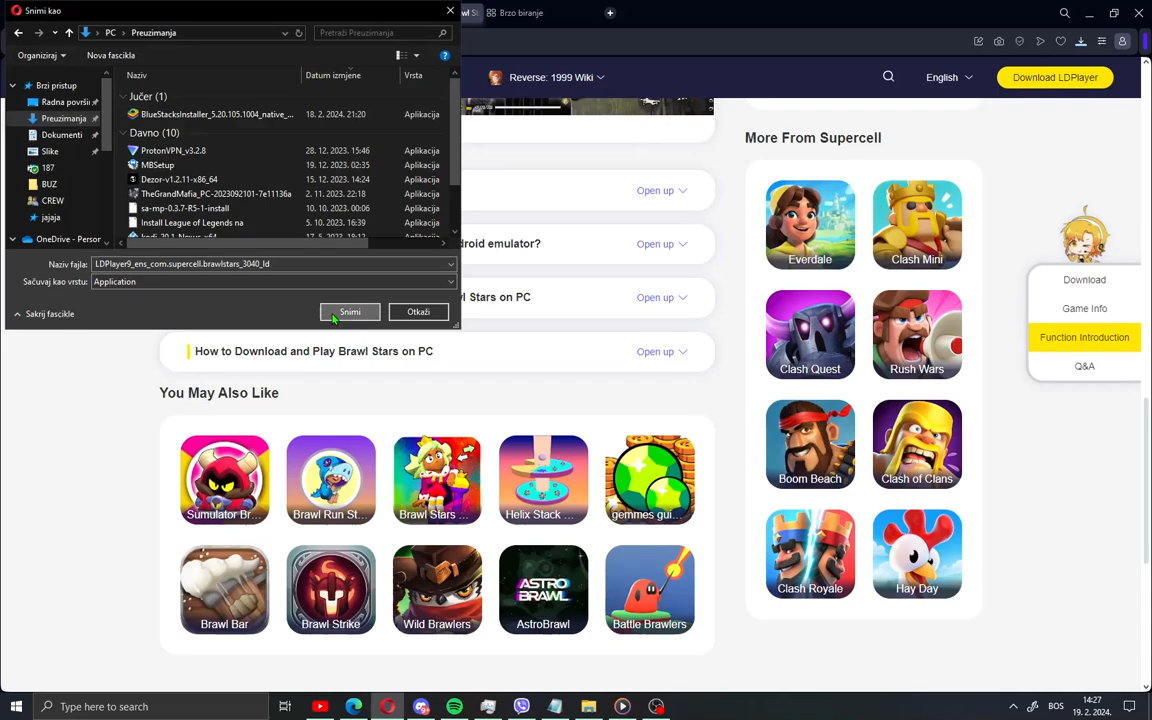 Snimi kao
wl St
Brzo biranje
PC
Preuzimanja
Pretraži Preuzimanja
Organiziraj
Nova fascikla
Naziv
Datum izmjene
Vrsta
Brzi pristup
Radna površi
Preuzimanja
Dokumenti
Slike
187
BUZ
CREW
jajaja
OneDrive - Person
Jučer (1)
BlueStacksInstaller_5.20.105.1004_native_... 18. 2. 2024. 21:20 Aplikacija
Davno (10)
ProtonVPN_v3.2.8 28. 12. 2023. 15:46 Aplikacija
MBSetup 19. 12. 2023. 02:35 Aplikacija
Dezor-v1.2.11-x86_64 15. 12. 2023. 14:24 Aplikacija
TheGrandMafia_PC-2023092101-7e11136a 2. 11. 2023. 22:18 Aplikacija
sa-mp-0.3.7-R5-1-install 10. 10. 2023. 00:06 Aplikacija
Install League of Legends na 5. 10. 2023. 16:39 Aplikacija
Naziv fajla: LDPlayer9_ens_com.supercell.brawlstars_3040_ld
Sačuvaj kao vrstu: Application
Sakrij fascikle
Snimi
Otkaži
Reverse: 1999 Wiki
English
Download LDPlayer
Open up
droid emulator?
Open up
l Stars on PC
Open up
How to Download and Play Brawl Stars on PC
Open up
You May Also Like
Sumulator Br...
Brawl Run St...
Brawl Stars ...
Helix Stack ...
gemmes gui...
Brawl Bar
Brawl Strike
Wild Brawlers
ASTRO
BRAWL
AstroBrawl
Battle Brawlers
More From Supercell
Everdale
Clash Mini
Clash Quest
Rush Wars
Boom Beach
Clash of Clans
Clash Royale
Hay Day
Download
Game Info
Function Introduction
Q&A
Type here to search
BOS
14:27
19. 2. 2024.